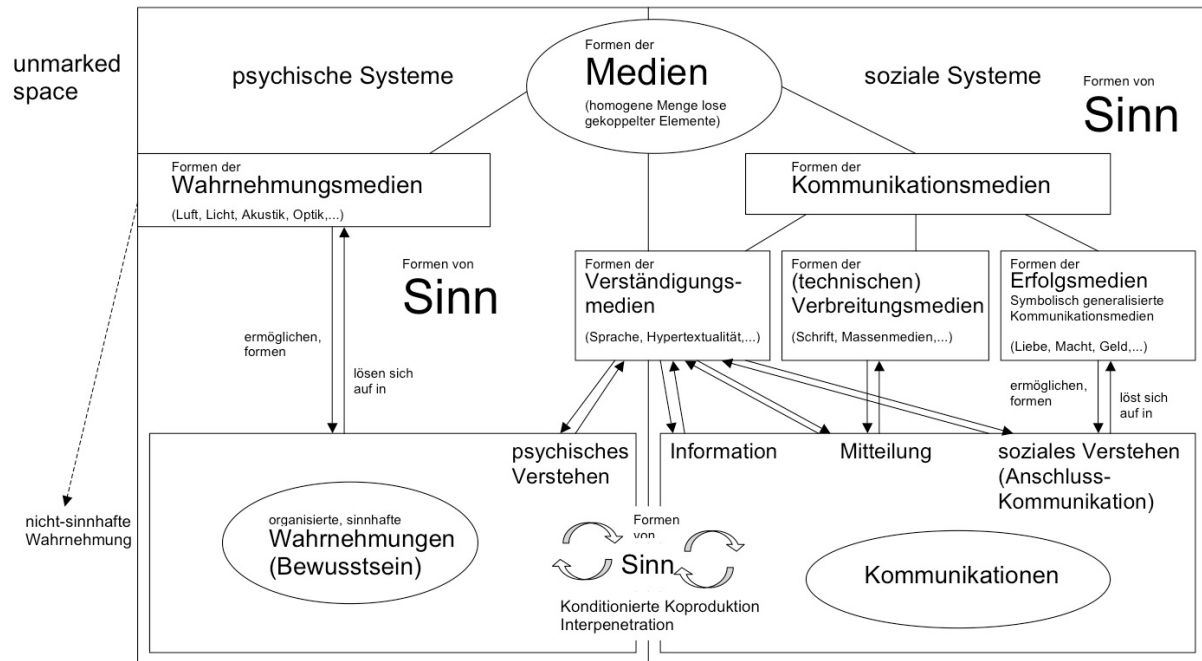 unmarked
space
psychische Systeme
Formen der
Medien
(homogene Menge lose
gekoppelter Elemente)
soziale Systeme
Formen von
Sinn
Formen der
Wahrnehmungsmedien
(Luft, Licht, Akustik, Optik,...)
Formen der
Kommunikationsmedien
Formen von
Sinn
Formen der
Verständigungs-
medien
(Sprache, Hypertextualität,...)
Formen der
(technischen)
Verbreitungsmedien
(Schrift, Massenmedien,...)
Formen der
Erfolgsmedien
Symbolisch generalisierte
Kommunikationsmedien
(Liebe, Macht, Geld,...)
ermöglichen,
formen
lösen sich
auf in
ermöglichen,
formen
löst sich
auf in
nicht-sinnhafte
Wahrnehmung
psychisches
Verstehen
Information
Mitteilung
soziales Verstehen
(Anschluss-
Kommunikation)
organisierte, sinnhafte
Wahrnehmungen
(Bewusstsein)
Formen
von
Sinn
Konditionierte Koproduktion
Interpenetration
Kommunikationen